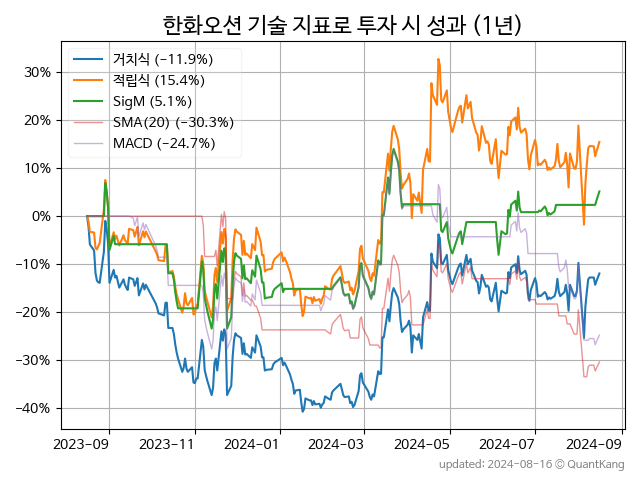 한화오션 기술 지표로 투자 시 성과 (1년)
거치식 (−11.9%)
적립식 (15.4%)
SigM (5.1%)
SMA(20) (−30.3%)
MACD (−24.7%)
30%
20%
10%
0%
−10%
−20%
−30%
−40%
2023-09 2023-11 2024-01 2024-03 2024-05 2024-07 2024-09
updated: 2024-08-16 © QuantKang